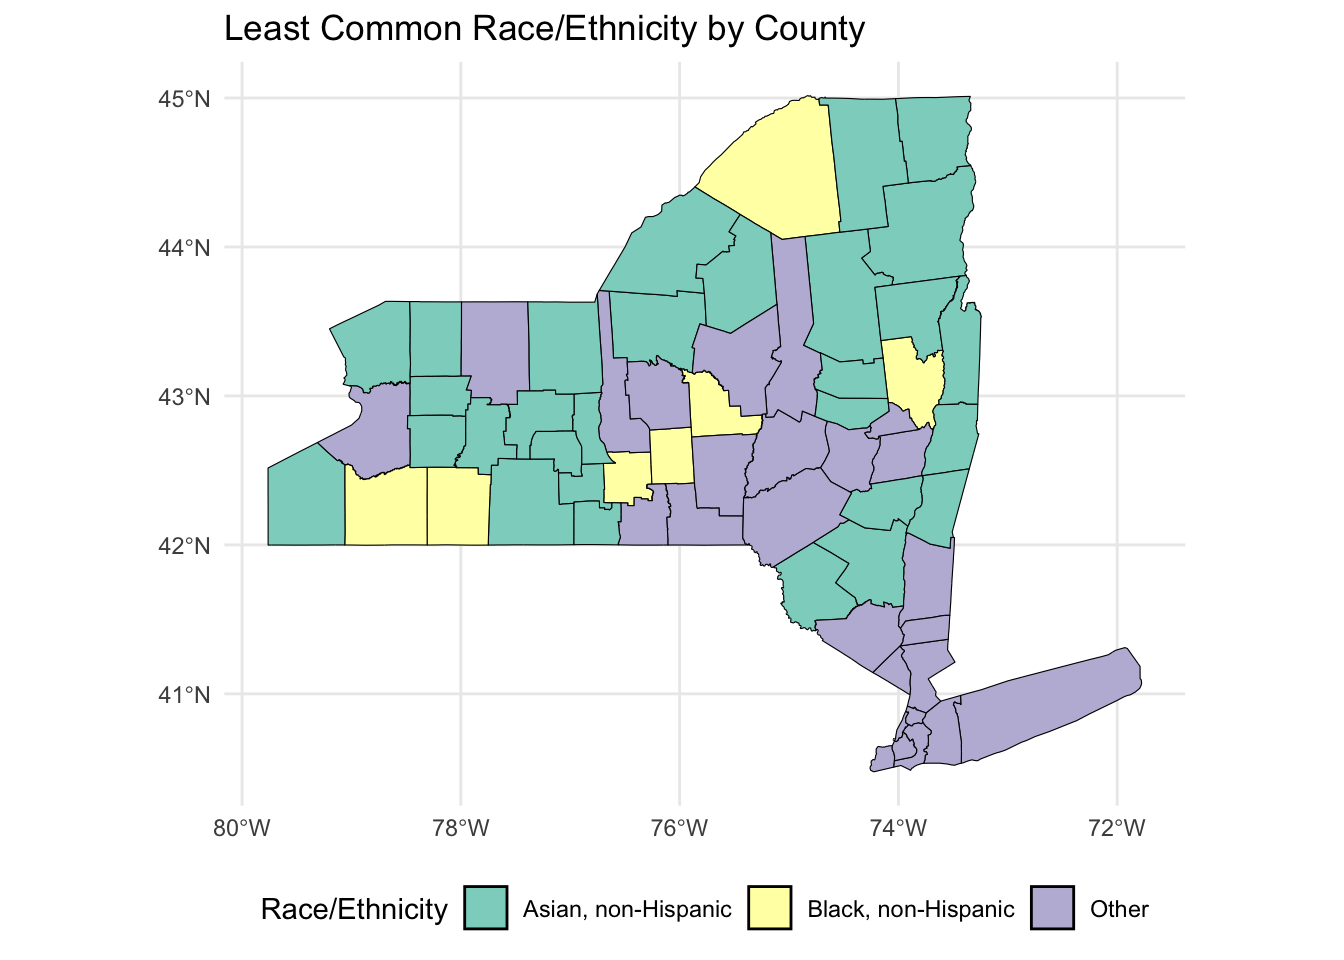 Least Common Race/Ethnicity by County
45°N
44°N
43°N
42°N
41°N
80°W 78°W 76°W 74°W 72°W
Race/Ethnicity Asian, non-Hispanic Black, non-Hispanic Other